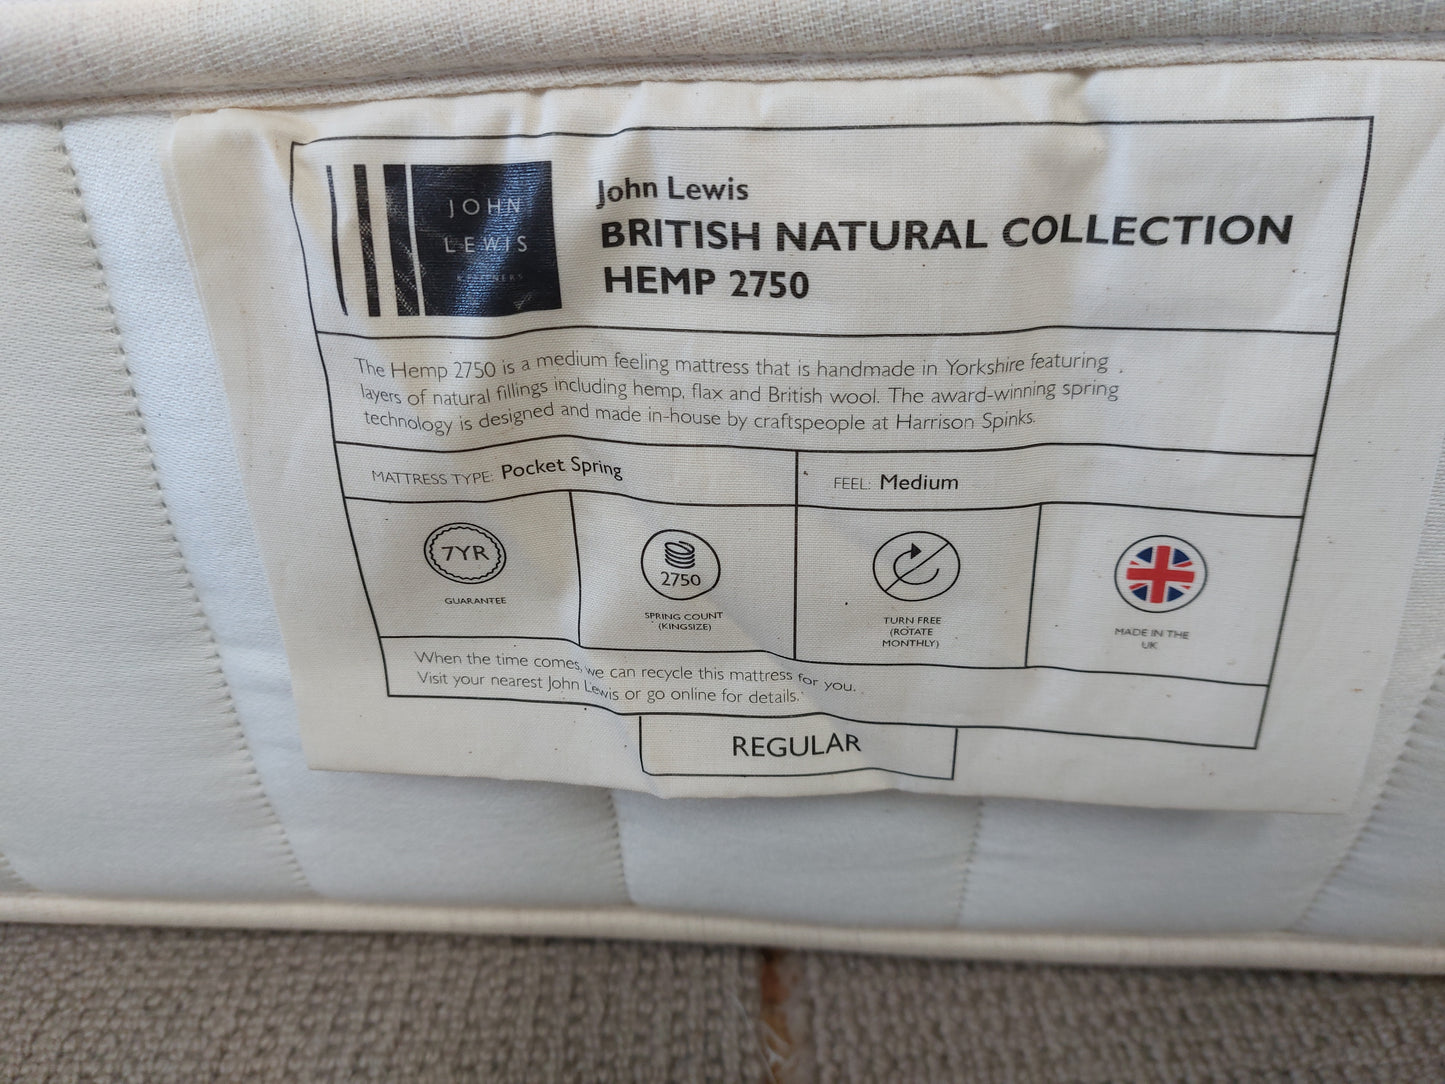 JOHN
LEWIS
& PARTNERS
John Lewis
BRITISH NATURAL COLLECTION
HEMP 2750
The Hemp 2750 is a medium feeling mattress that is handmade in Yorkshire featuring
layers of natural fillings including hemp, flax and British wool. The award-winning spring
technology is designed and made in-house by craftspeople at Harrison Spinks.
MATTRESS TYPE: Pocket Spring
FEEL: Medium
7YR
GUARANTEE
2750
SPRING COUNT
(KINGSIZE)
TURN FREE
(ROTATE
MONTHLY)
MADE IN THE
UK
When the time comes, we can recycle this mattress for you.
Visit your nearest John Lewis or go online for details.
REGULAR